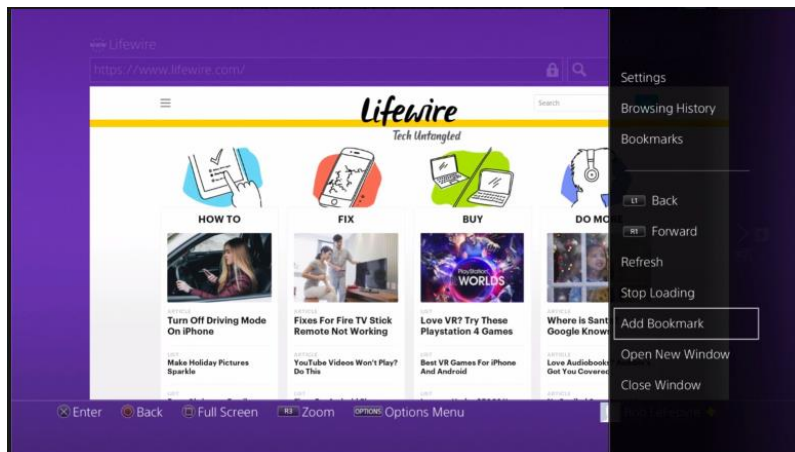 www Lifewire
https://www.lifewire.com/
Lifewire
Tech Untangled
Search
HOW TO
FIX
BUY
DO MORE
PlayStation
WORLDS
ARTICLE
Turn Off Driving Mode
On iPhone
ARTICLE
Fixes For Fire TV Stick
Remote Not Working
ARTICLE
Love VR? Try These
Playstation 4 Games
ARTICLE
Where is Sant
Google Know
LIST
Make Holiday Pictures
Sparkle
ARTICLE
YouTube Videos Won't Play?
Do This
LIST
Best VR Games For iPhone
And Android
LIST
Love Audiobook
Got You Covere
Settings
Browsing History
Bookmarks
L1 Back
R1 Forward
Refresh
Stop Loading
Add Bookmark
Open New Window
Close Window
Enter Back Full Screen R3 Zoom OPTIONS Options Menu